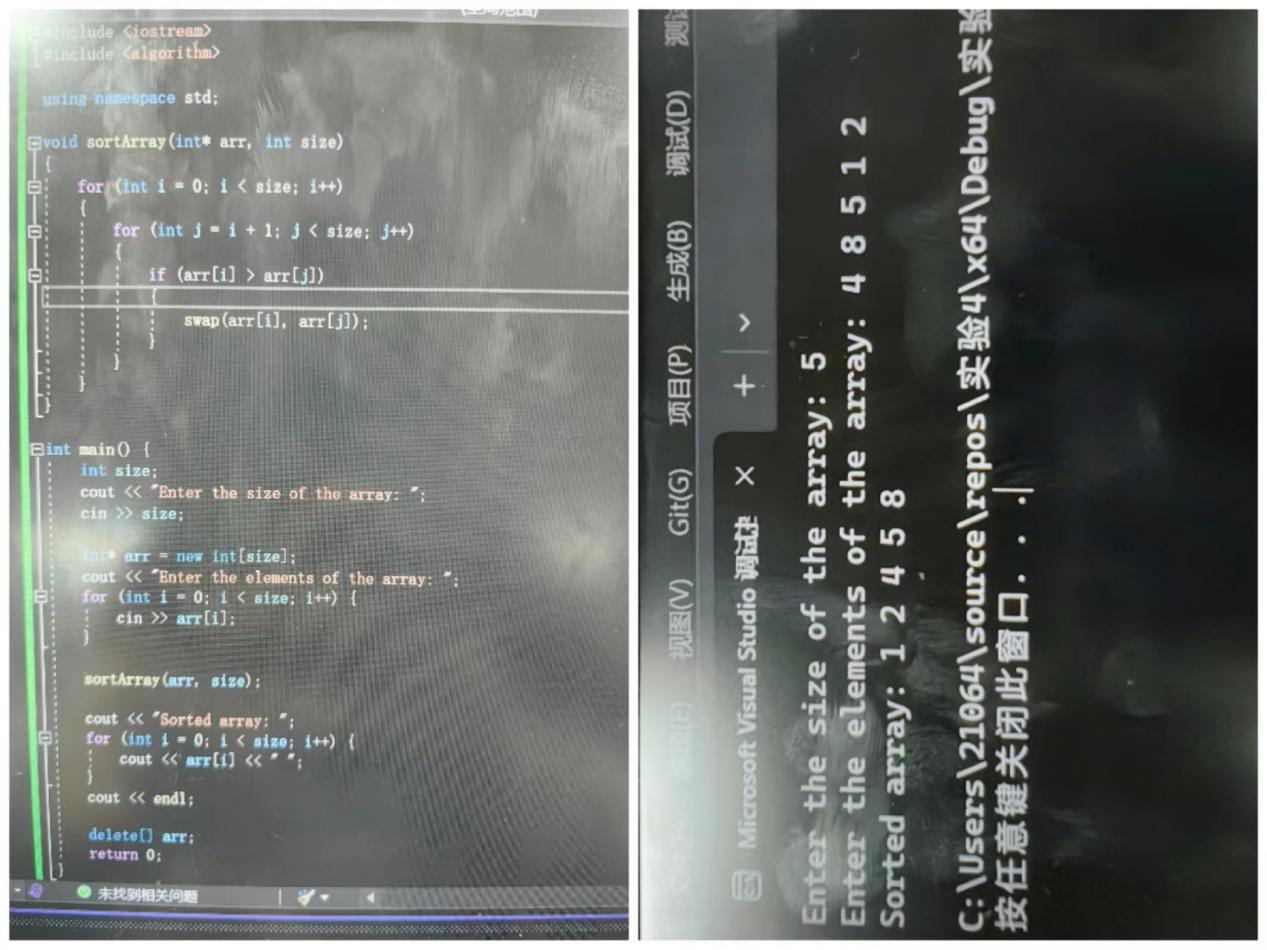 (全局范围)
#include <iostream>
#include <algorithm>
using namespace std;
void sortArray(int* arr, int size)
{
for (int i = 0; i < size; i++)
{
for (int j = i + 1; j < size; j++)
{
if (arr[i] > arr[j])
{
swap(arr[i], arr[j]);
}
}
}
}
int main() {
int size;
cout << "Enter the size of the array: ";
cin >> size;
int* arr = new int[size];
cout << "Enter the elements of the array: ";
for (int i = 0; i < size; i++) {
cin >> arr[i];
}
sortArray(arr, size);
cout << "Sorted array: ";
for (int i = 0; i < size; i++) {
cout << arr[i] << " ";
}
cout << endl;
delete[] arr;
return 0;
}
未找到相关问题
视图(V) Git(G) 项目(P) 生成(B) 调试(D) 测试
Microsoft Visual Studio 调试 × + ∨
Enter the size of the array: 5
Enter the elements of the array: 4 8 5 1 2
Sorted array: 1 2 4 5 8
C:\Users\21064\source\repos\实验4\x64\Debug\实验
按任意键关闭此窗口. . .